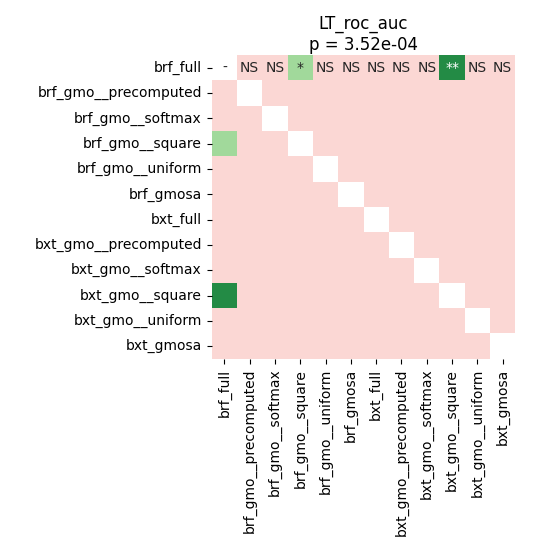 LT_roc_auc
p = 3.52e-04
brf_full - NS NS * NS NS NS NS NS ** NS NS
brf_gmo__precomputed
brf_gmo__softmax
brf_gmo__square
brf_gmo__uniform
brf_gmosa
bxt_full
bxt_gmo__precomputed
bxt_gmo__softmax
bxt_gmo__square
bxt_gmo__uniform
bxt_gmosa
brf_full
brf_gmo__precomputed
brf_gmo__softmax
brf_gmo__square
brf_gmo__uniform
brf_gmosa
bxt_full
bxt_gmo__precomputed
bxt_gmo__softmax
bxt_gmo__square
bxt_gmo__uniform
bxt_gmosa